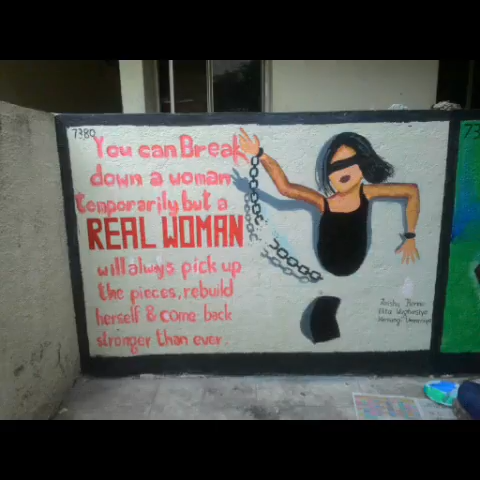 7380
You can Break
down a woman
temporarily but a
REAL WOMAN
will always pick up
the pieces, rebuild
herself & come back
stronger than ever
73